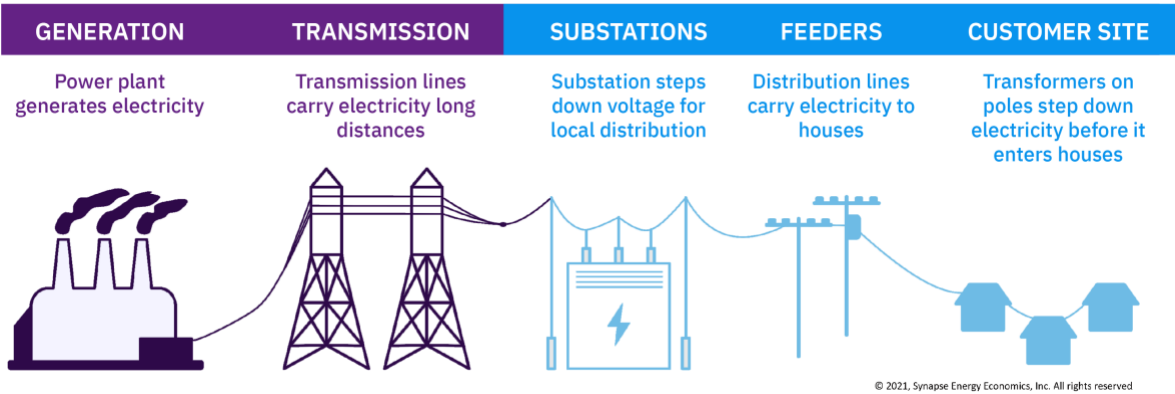 GENERATION
TRANSMISSION
SUBSTATIONS
FEEDERS
CUSTOMER SITE
Power plant
generates electricity
Transmission lines
carry electricity long
distances
Substation steps
down voltage for
local distribution
Distribution lines
carry electricity to
houses
Transformers on
poles step down
electricity before it
enters houses
© 2021, Synapse Energy Economics, Inc. All rights reserved